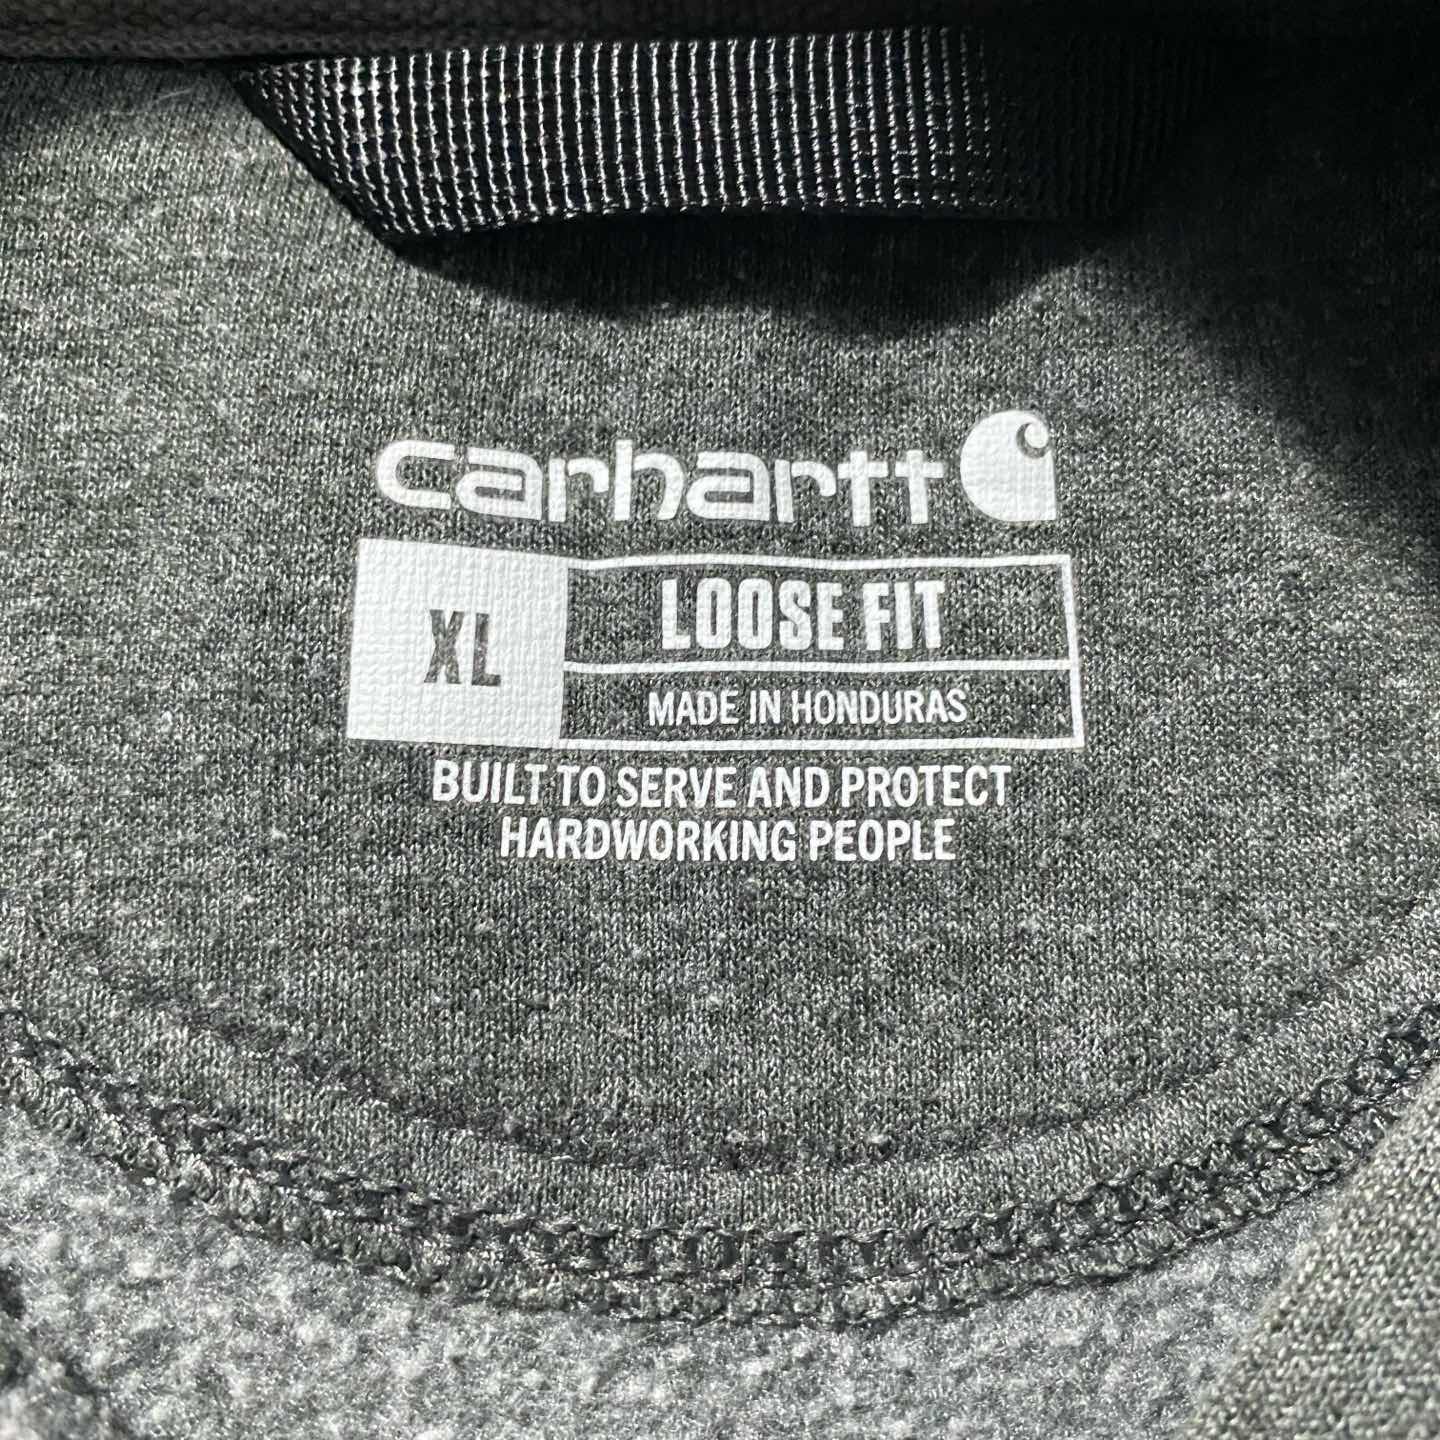 carhartt
XL
LOOSE FIT
MADE IN HONDURAS
BUILT TO SERVE AND PROTECT
HARDWORKING PEOPLE